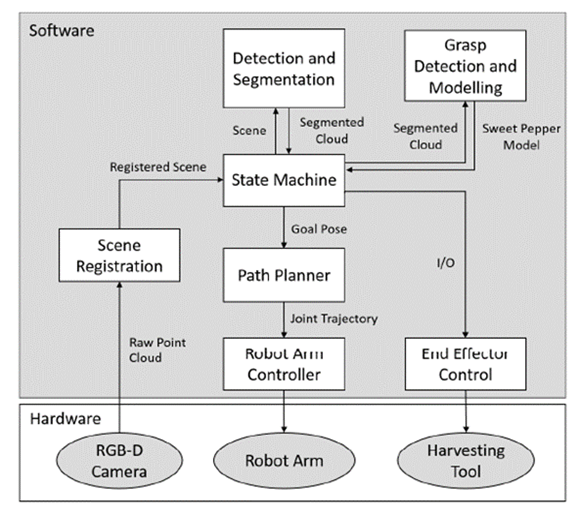 Software
Detection and
Segmentation
Grasp
Detection and
Modelling
Scene
Segmented
Cloud
Segmented
Cloud
Sweet Pepper
Model
Registered Scene
State Machine
Goal Pose
Scene
Registration
Path Planner
I/O
Joint Trajectory
Raw Point
Cloud
Robot Arm
Controller
End Effector
Control
Hardware
RGB-D
Camera
Robot Arm
Harvesting
Tool